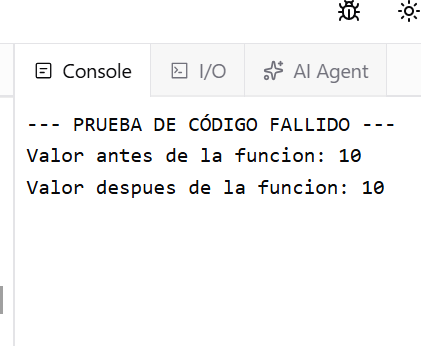 Console
I/O
AI Agent
--- PRUEBA DE CÓDIGO FALLIDO ---
Valor antes de la funcion: 10
Valor despues de la funcion: 10